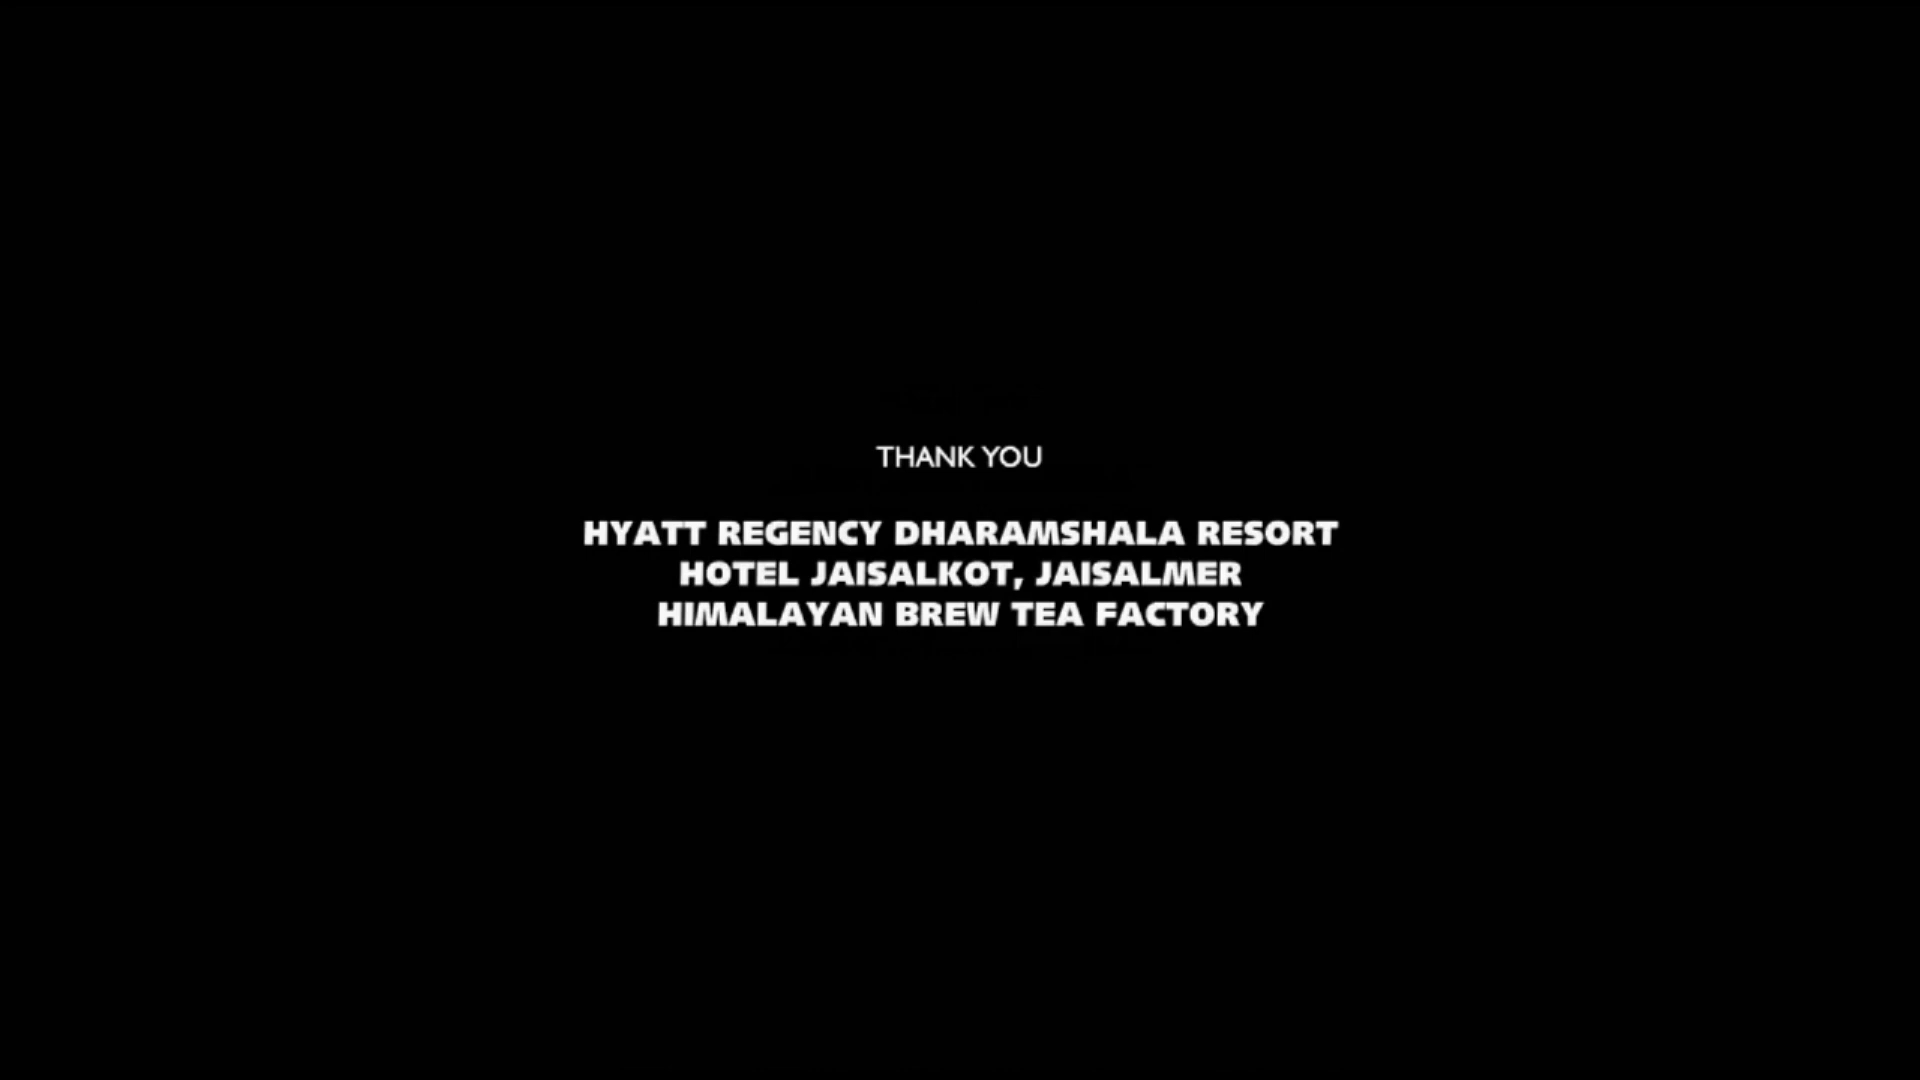 THANK YOU
HYATT REGENCY DHARAMSHALA RESORT
HOTEL JAISALKOT, JAISALMER
HIMALAYAN BREW TEA FACTORY